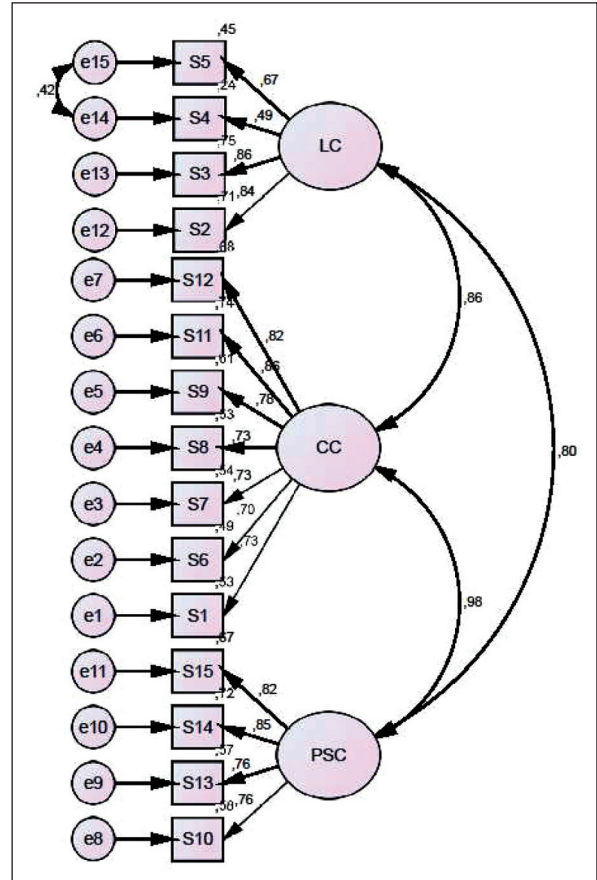 ,45
e15 S5 ,67
,24
,42
e14 S4 ,49
,75
LC
e13 S3 ,86
,71 ,84
e12 S2
,68
e7 S12
,74
,86
e6 S11 ,82
,61 ,86
e5 S9 ,78
,53
e4 S8 ,73 CC ,80
,54 ,73
e3 S7 ,70
,49
e2 S6 ,73
,53
,98
e1 S1
,67
e11 S15 ,82
,72
e10 S14 ,85
,57
PSC
e9 S13 ,76
,58 ,76
e8 S10